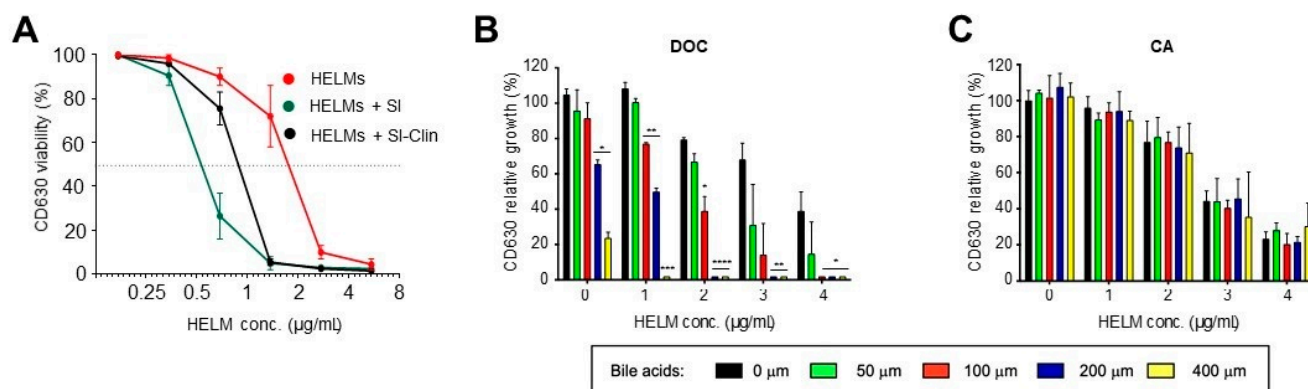 A
100
80
60
40
20
0
CD630 viability (%)
HELMs
HELMs + SI
HELMs + SI-Clin
0.25 0.5 1 2 4 8
HELM conc. (µg/mL)
B
DOC
120
100
80
60
40
20
0
CD630 relative growth (%)
*
**
***
*
****
**
*
0 1 2 3 4
HELM conc. (µg/mL)
C
CA
120
100
80
60
40
20
0
CD630 relative growth (%)
0 1 2 3 4
HELM conc. (µg/mL)
Bile acids: 0 µm 50 µm 100 µm 200 µm 400 µm